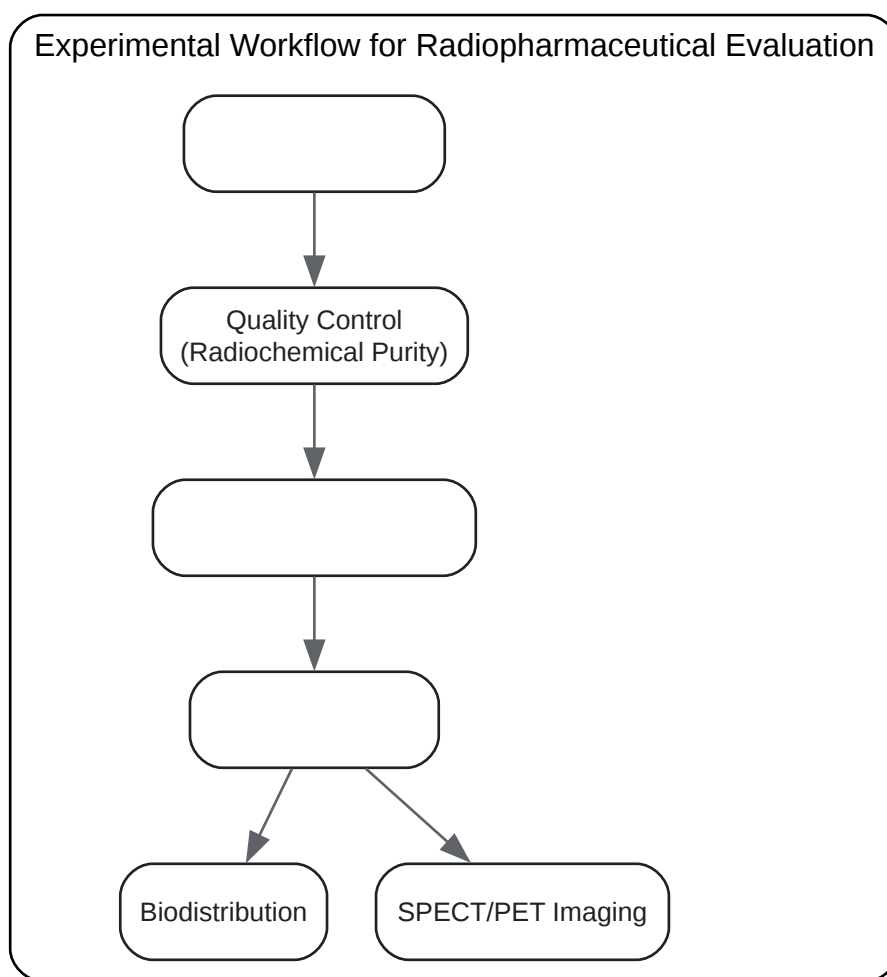 Experimental Workflow for Radiopharmaceutical Evaluation
Quality Control
(Radiochemical Purity)
Biodistribution
SPECT/PET Imaging